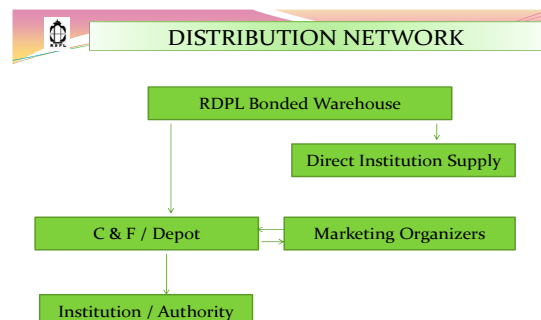 RDPL
DISTRIBUTION NETWORK
RDPL Bonded Warehouse
Direct Institution Supply
C & F / Depot
Marketing Organizers
Institution / Authority